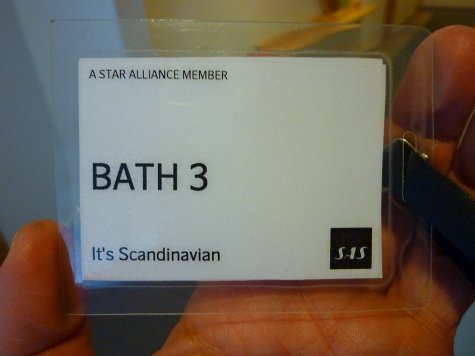 A STAR ALLIANCE MEMBER
BATH 3
It's Scandinavian
SAS